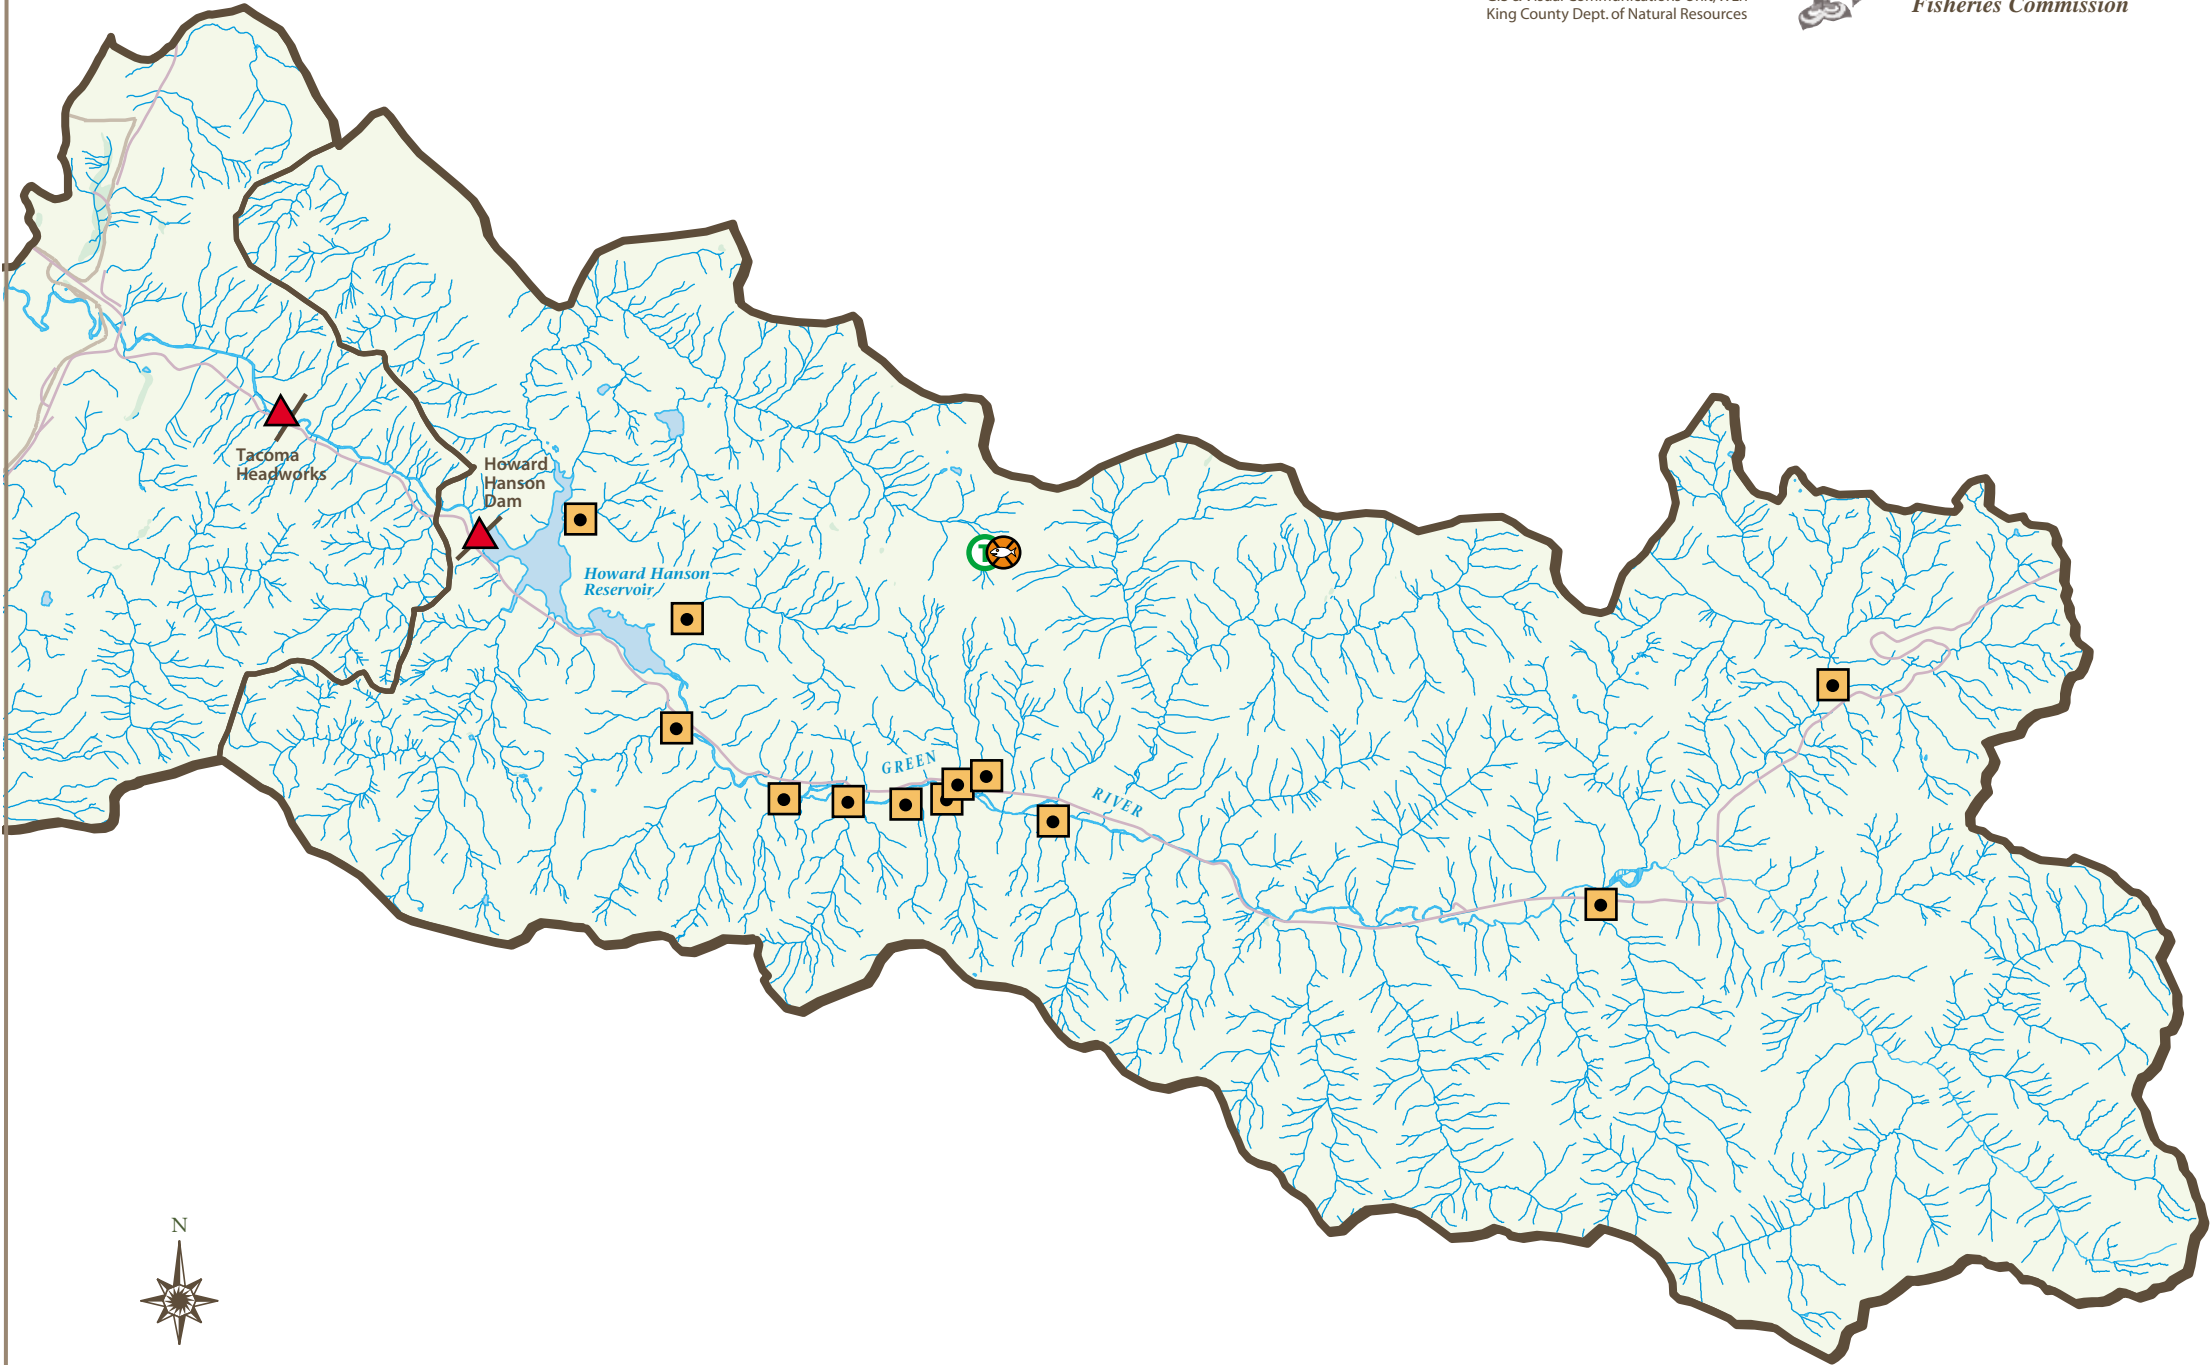 King County Dept. of Natural Resources
Fisheries Commission
Tacoma
Headworks
Howard
Hanson
Dam
Howard Hanson
Reservoir
GREEN
RIVER
N